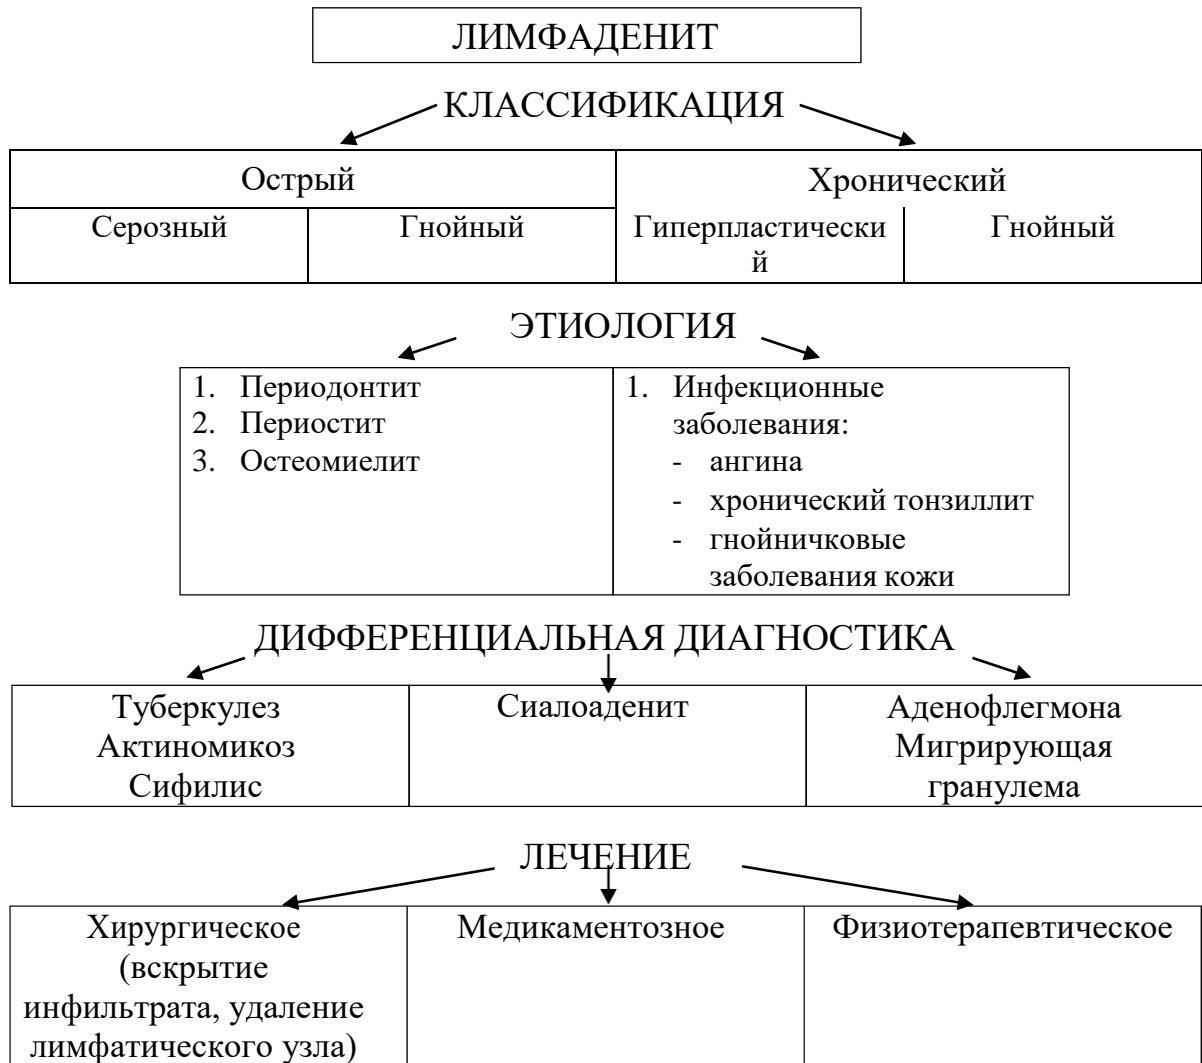 ЛИМФАДЕНИТ
КЛАССИФИКАЦИЯ
Острый
Хронический
Серозный
Гнойный
Гиперпластически
й
Гнойный
ЭТИОЛОГИЯ
1. Периодонтит
2. Периостит
3. Остеомиелит
1. Инфекционные
заболевания:
- ангина
- хронический тонзиллит
- гнойничковые
заболевания кожи
ДИФФЕРЕНЦИАЛЬНАЯ ДИАГНОСТИКА
Туберкулез
Актиномикоз
Сифилис
Сиалоаденит
Аденофлегмона
Мигрирующая
гранулема
ЛЕЧЕНИЕ
Хирургическое
(вскрытие
инфильтрата, удаление
лимфатического узла)
Медикаментозное
Физиотерапевтическое